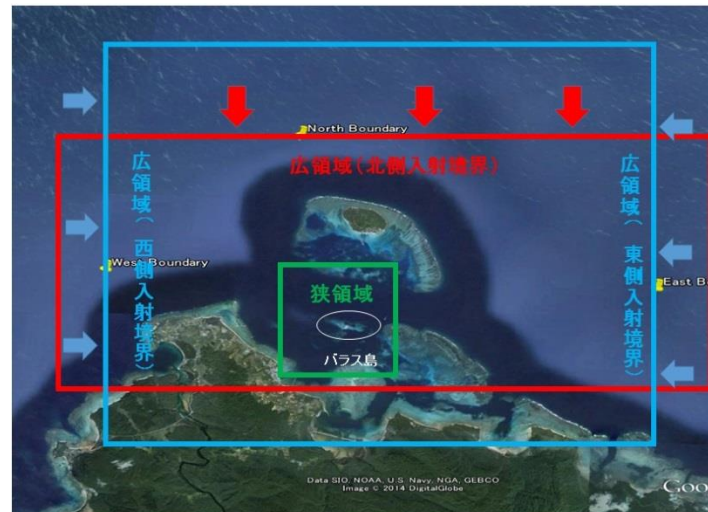 North Boundary
広領域(北側入射境界)
広領域( 西側入射境界)
広領域( 東側入射境界)
West Boundary
East B
狭領域
バラス島
Data SIO, NOAA, U.S. Navy, NGA, GEBCO
Image © 2014 DigitalGlobe
Goo